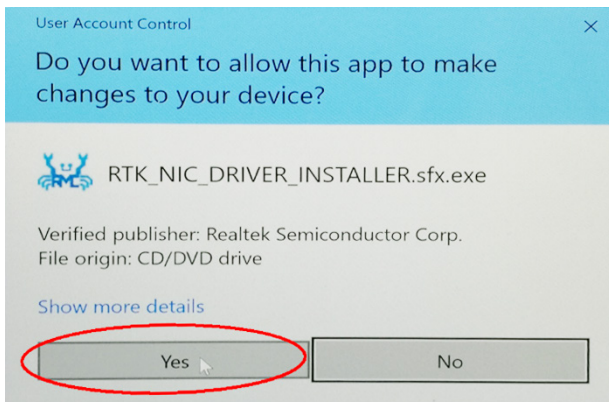 User Account Control
Do you want to allow this app to make
changes to your device?
RTK_NIC_DRIVER_INSTALLER.sfx.exe
Verified publisher: Realtek Semiconductor Corp.
File origin: CD/DVD drive
Show more details
Yes
No